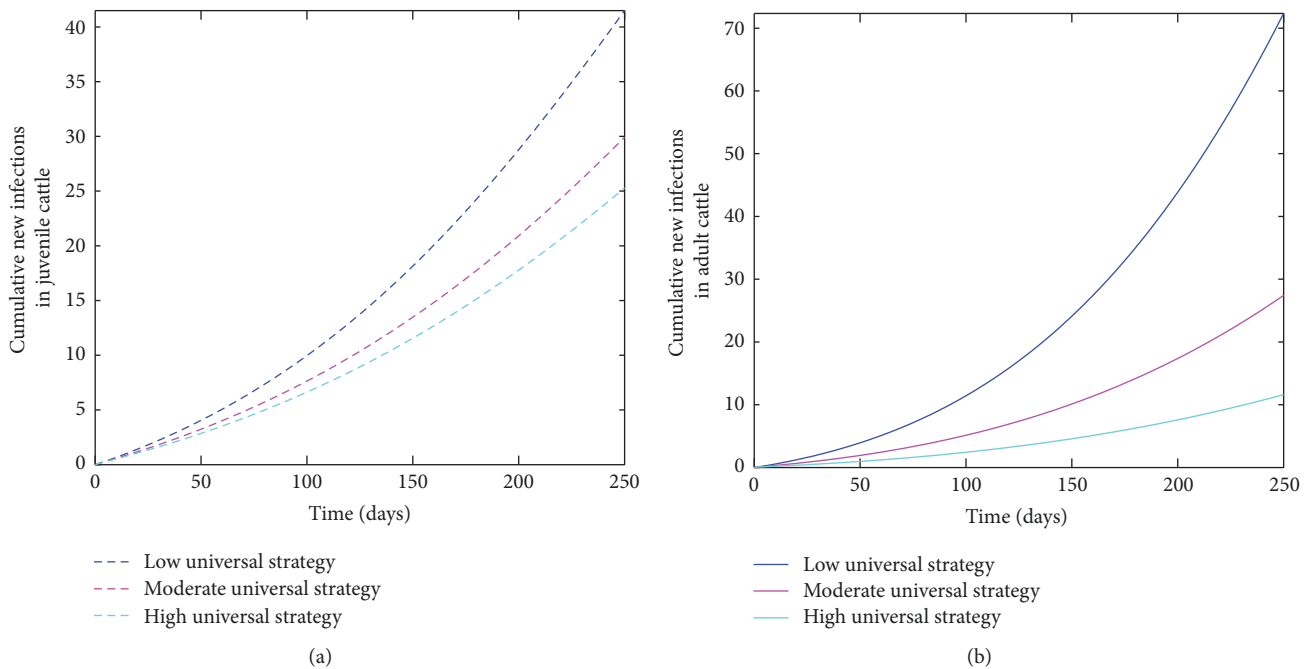 40
35
30
25
20
15
10
5
0
Cumulative new infections
in juvenile cattle
0 50 100 150 200 250
Time (days)
Low universal strategy
Moderate universal strategy
High universal strategy
(a)
70
60
50
40
30
20
10
0
Cumulative new infections
in adult cattle
0 50 100 150 200 250
Time (days)
Low universal strategy
Moderate universal strategy
High universal strategy
(b)